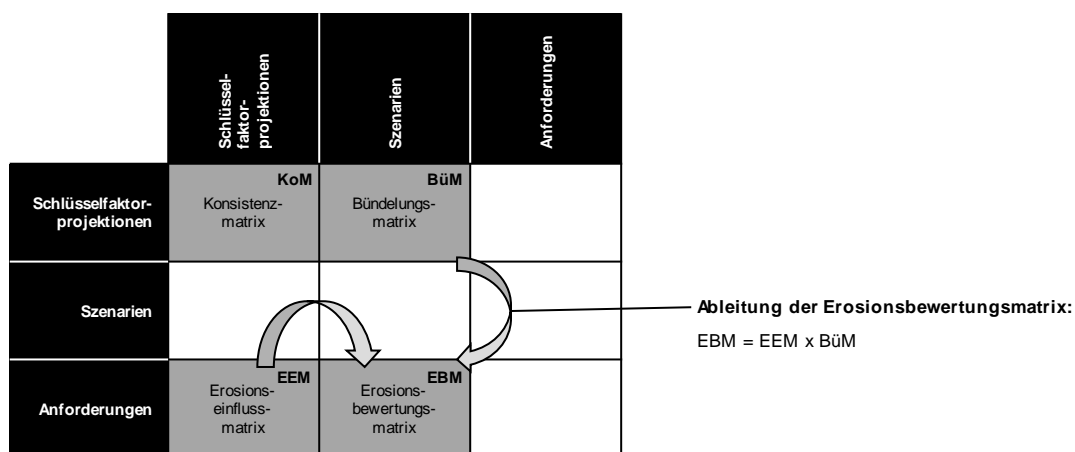 Schlüssel-
faktor-
projektionen
Szenarien
Anforderungen
Schlüsselfaktor-
projektionen
KoM
Konsistenz-
matrix
BüM
Bündelungs-
matrix
Szenarien
Ableitung der Erosionsbewertungsmatrix:
EBM = EEM x BüM
Anforderungen
EEM
Erosions-
einfluss-
matrix
EBM
Erosions-
bewertungs-
matrix